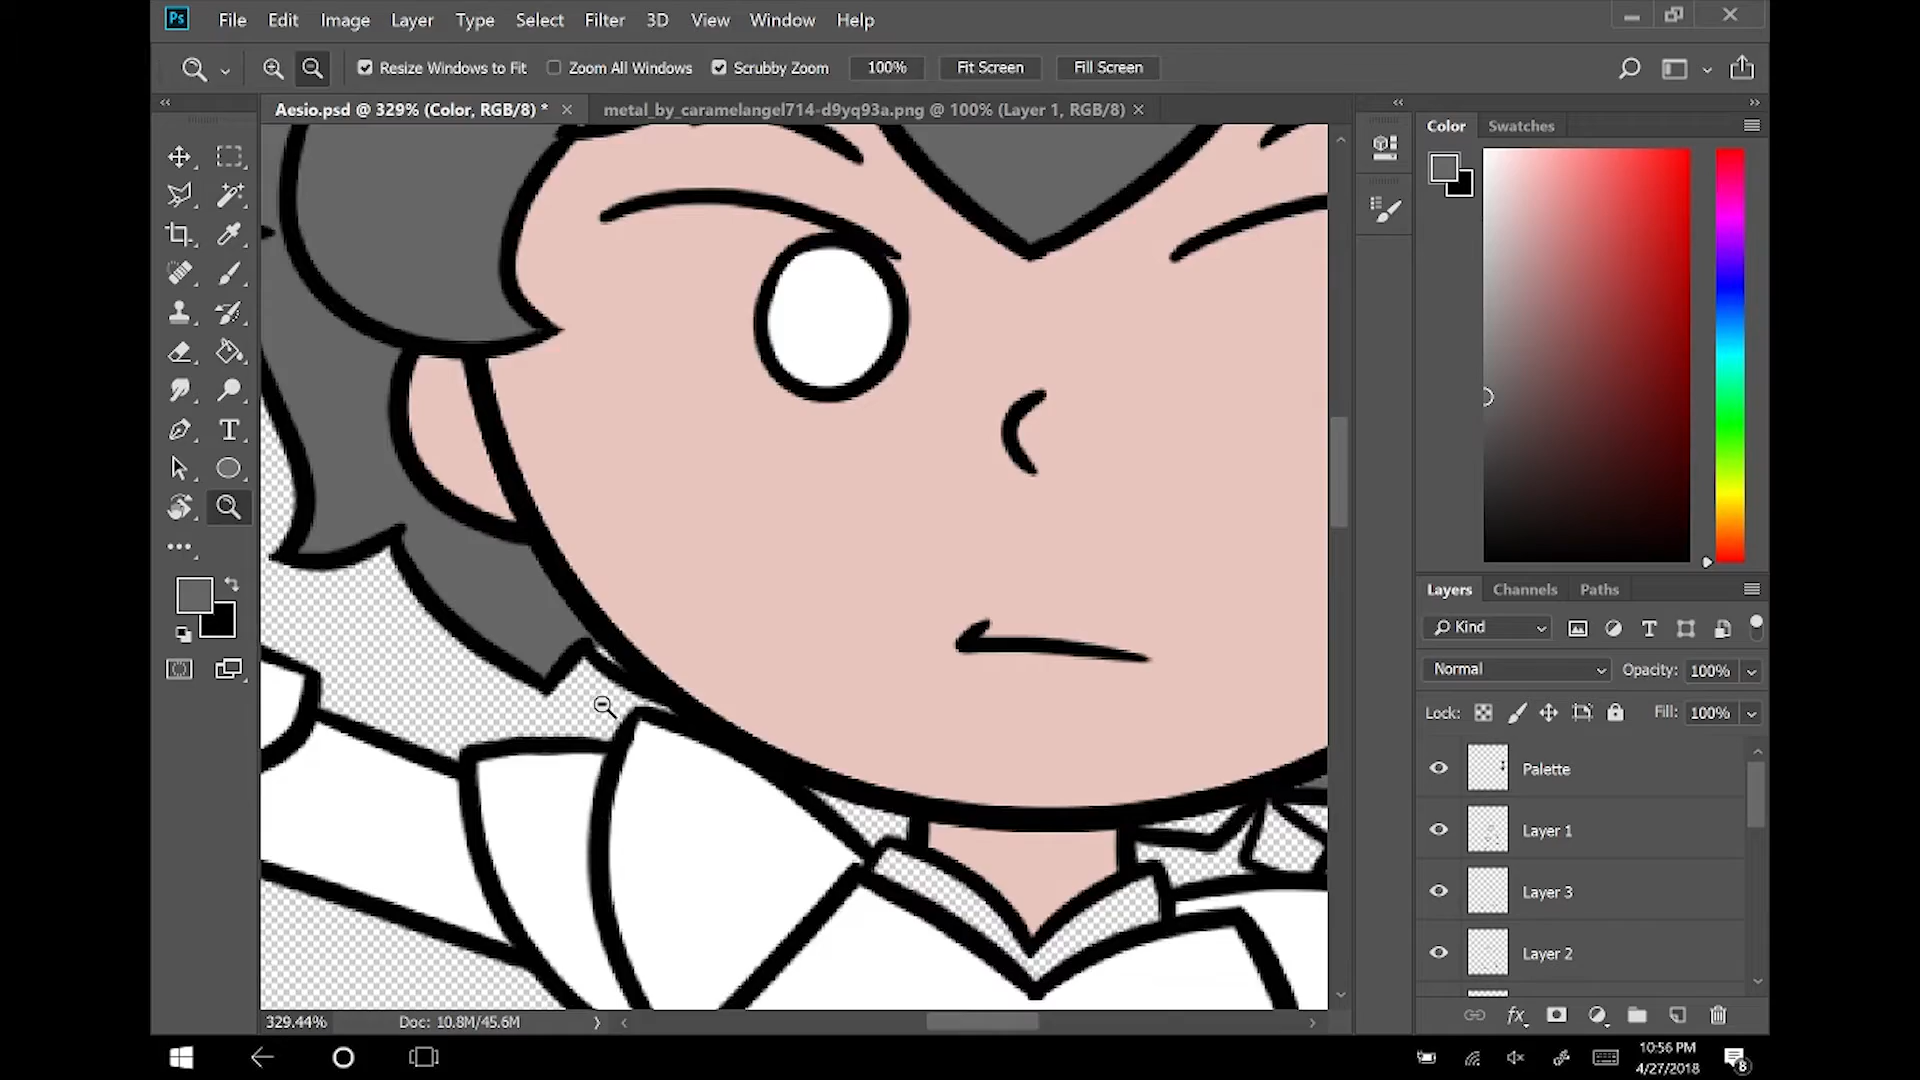 Ps File Edit Image Layer Type Select Filter 3D View Window Help
Resize Windows to Fit Zoom All Windows Scrubby Zoom 100% Fit Screen Fill Screen
Aesio.psd @ 329% (Color, RGB/8) * × metal_by_caramelangel714-d9yq93a.png @ 100% (Layer 1, RGB/8) ×
Color Swatches
T
Layers Channels Paths
Kind T
Normal Opacity: 100%
Lock: Fill: 100%
Palette
Layer 1
Layer 3
Layer 2
fx
329.44% Doc: 10.8M/45.6M
10:56 PM
4/27/2018
8